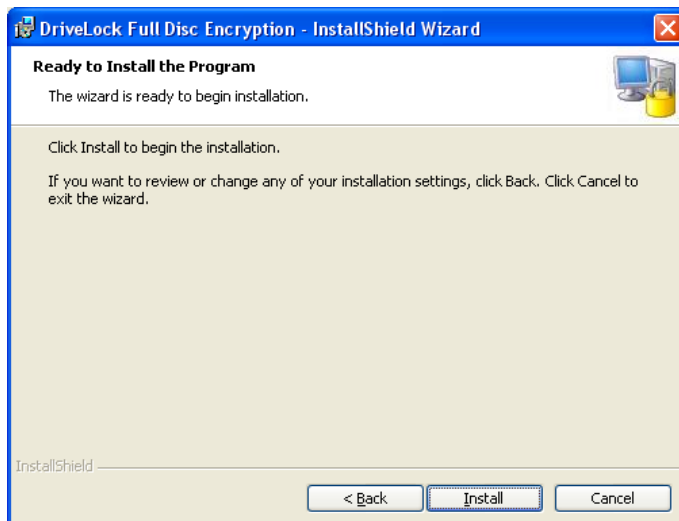 DriveLock Full Disc Encryption - InstallShield Wizard
Ready to Install the Program
The wizard is ready to begin installation.
Click Install to begin the installation.
If you want to review or change any of your installation settings, click Back. Click Cancel to
exit the wizard.
InstallShield
< Back
Install
Cancel